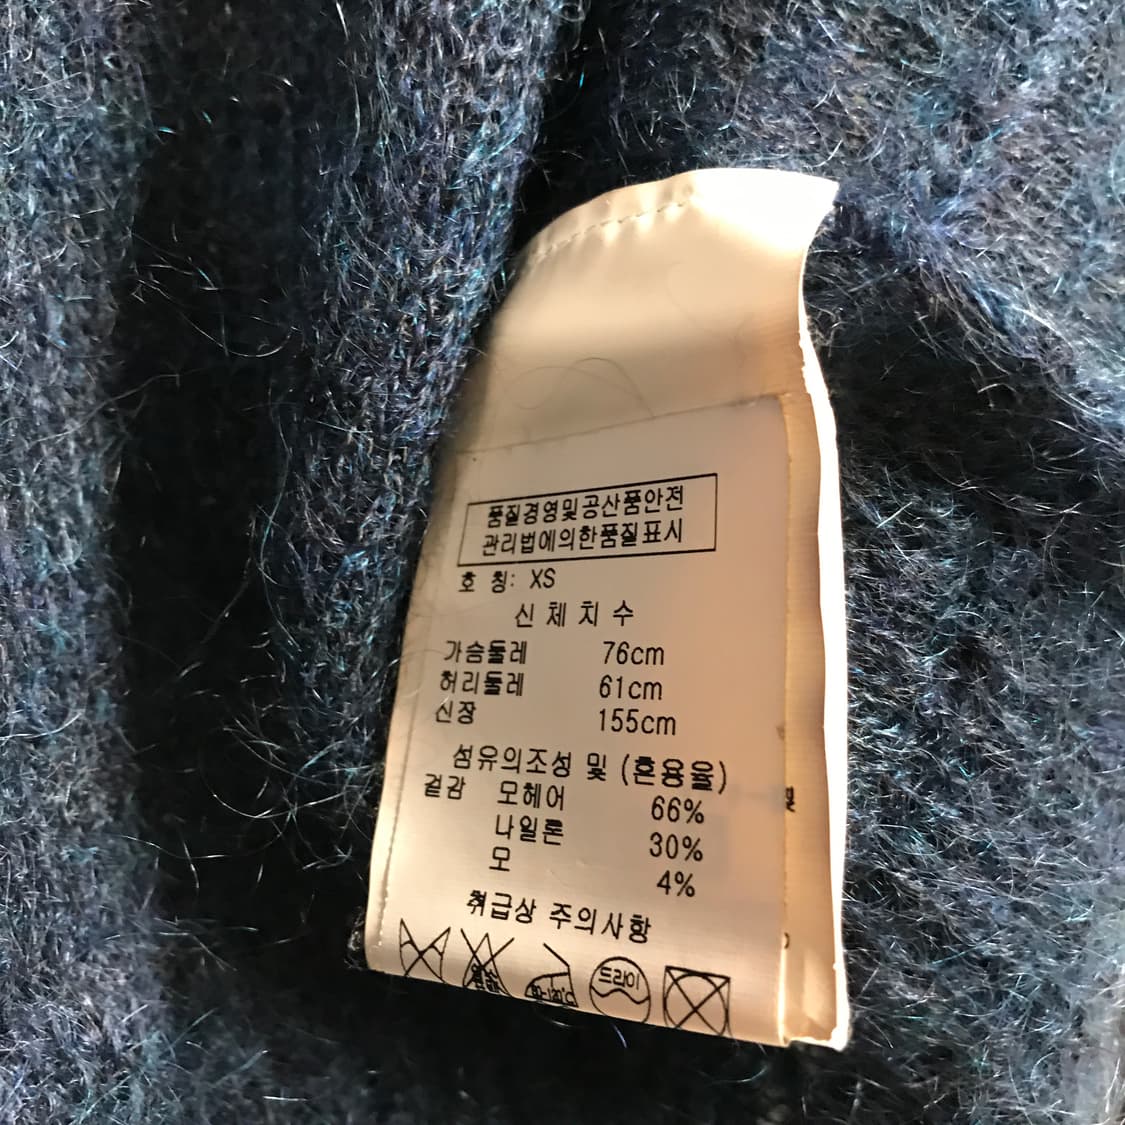 품질경영및공산품안전
관리법에의한품질표시
호 칭: XS
신 체 치 수
가슴둘레 76cm
허리둘레 61cm
신장 155cm
섬유의조성 및 (혼용율)
겉감 모헤어 66%
나일론 30%
모 4%
취급상 주의사항
드라이